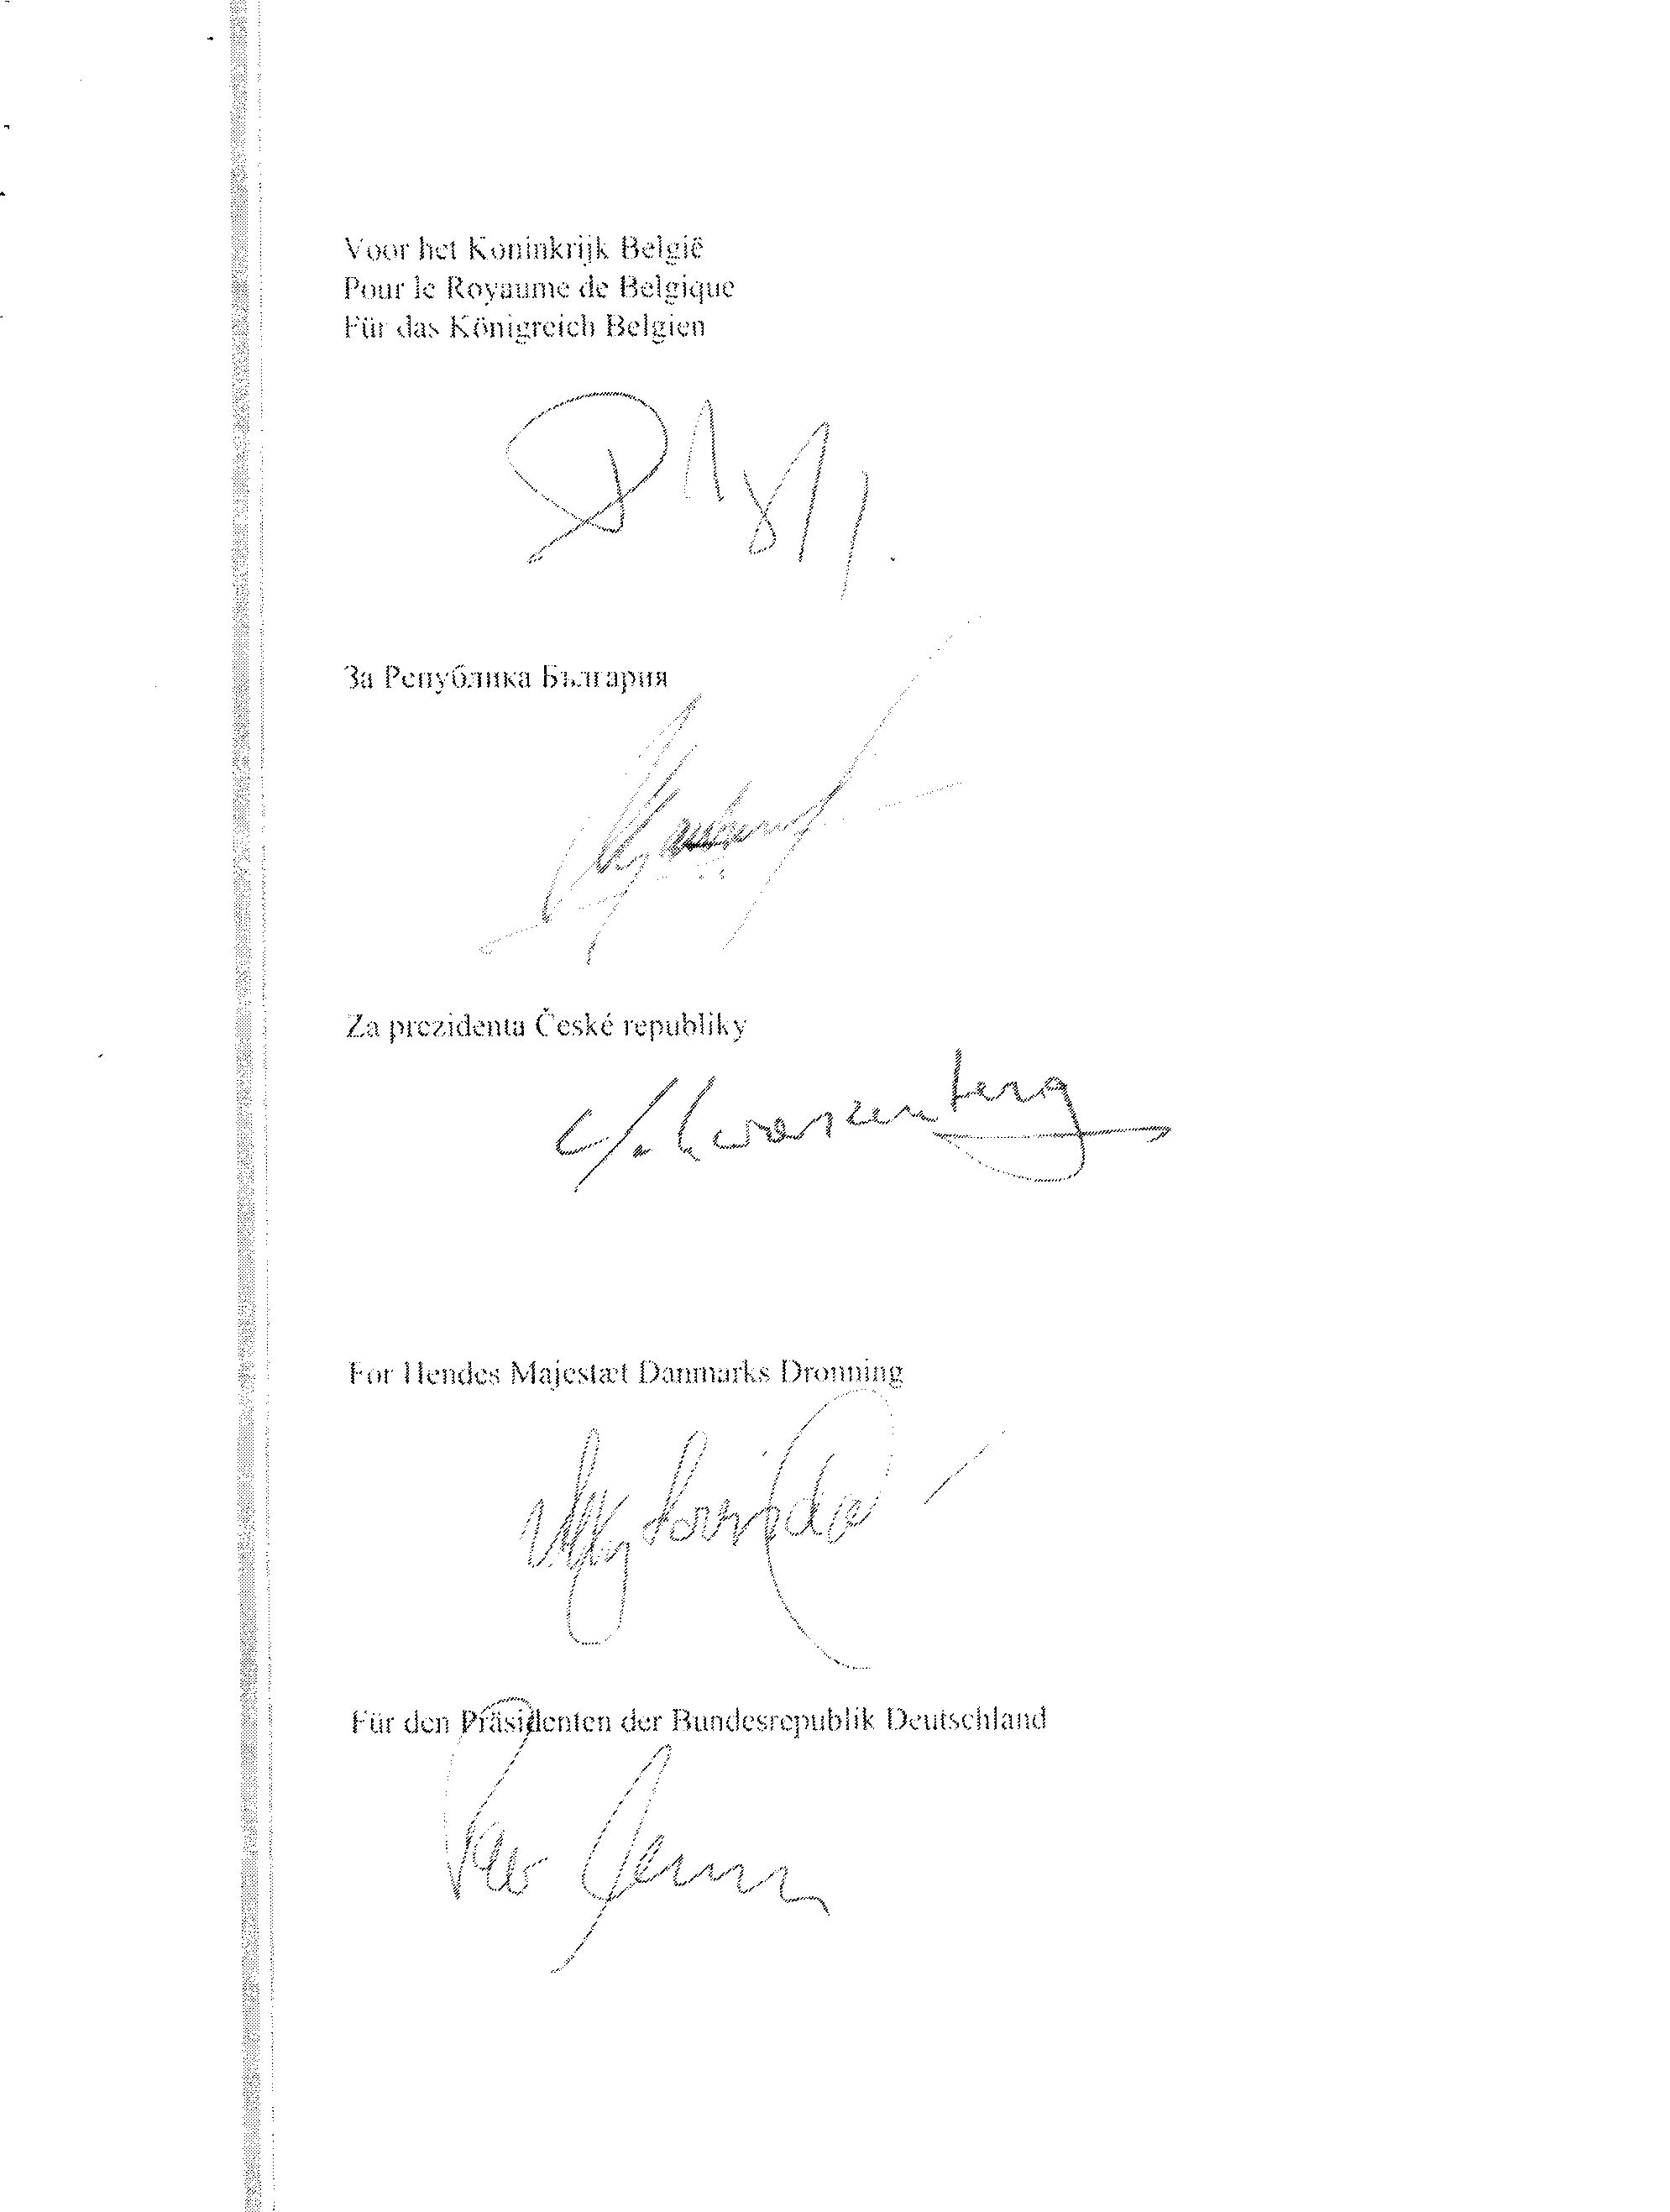 Voor het Koninkrijk België
Pour le Royaume de Belgique
Für das Königreich Belgien
За Република България
Za prezidenta České republiky
Schwarzenberg
For Hendes Majestæt Danmarks Dronning
Für den Präsidenten der Bundesrepublik Deutschland